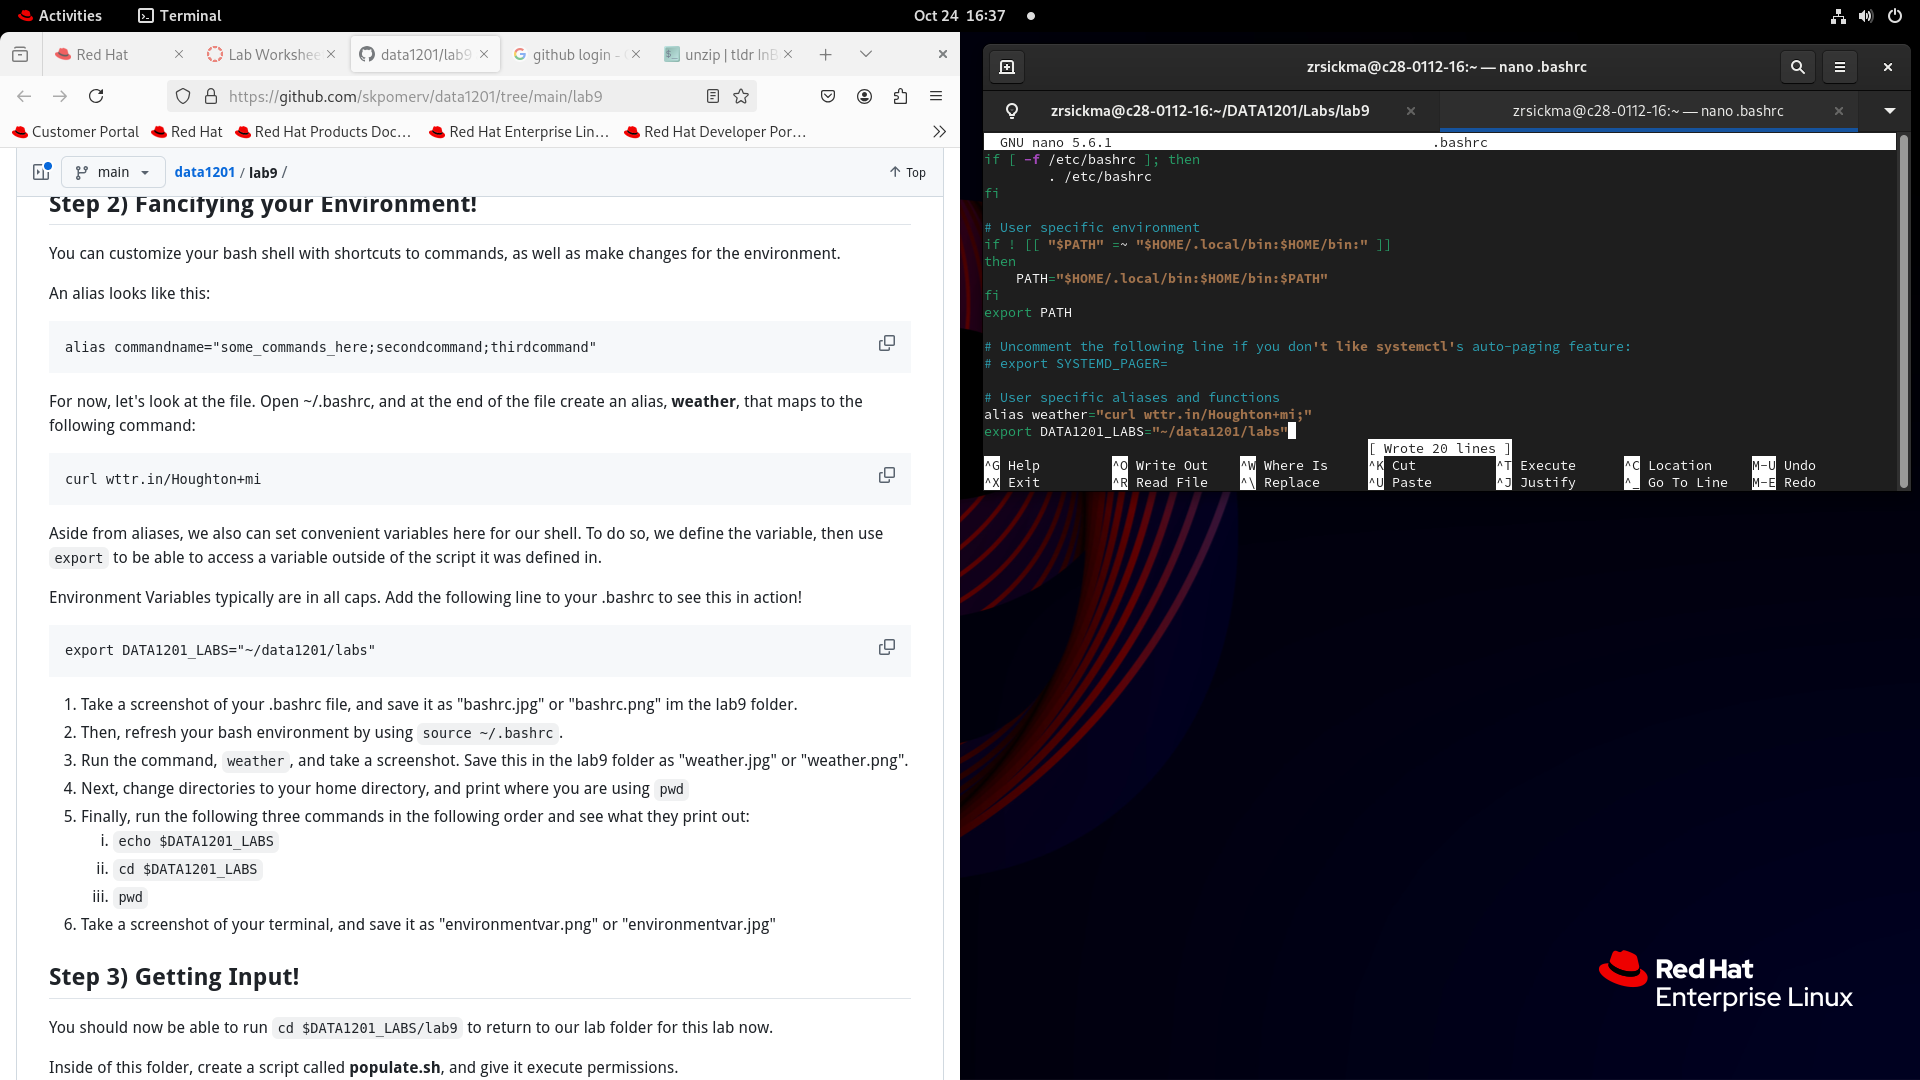 Activities
Terminal
Oct 24 16:37
Red Hat
Lab Workshee
data1201/lab9
github login -
unzip | tldr InB
https://github.com/skpomerv/data1201/tree/main/lab9
Customer Portal
Red Hat
Red Hat Products Doc…
Red Hat Enterprise Lin…
Red Hat Developer Por…
main
data1201 / lab9 /
Top
Step 2) Fancifying your Environment!
You can customize your bash shell with shortcuts to commands, as well as make changes for the environment.
An alias looks like this:
alias commandname="some_commands_here;secondcommand;thirdcommand"
For now, let's look at the file. Open ~/.bashrc, and at the end of the file create an alias, weather, that maps to the
following command:
curl wttr.in/Houghton+mi
Aside from aliases, we also can set convenient variables here for our shell. To do so, we define the variable, then use
export to be able to access a variable outside of the script it was defined in.
Environment Variables typically are in all caps. Add the following line to your .bashrc to see this in action!
export DATA1201_LABS="~/data1201/labs"
1. Take a screenshot of your .bashrc file, and save it as "bashrc.jpg" or "bashrc.png" im the lab9 folder.
2. Then, refresh your bash environment by using source ~/.bashrc .
3. Run the command, weather , and take a screenshot. Save this in the lab9 folder as "weather.jpg" or "weather.png".
4. Next, change directories to your home directory, and print where you are using pwd
5. Finally, run the following three commands in the following order and see what they print out:
i. echo $DATA1201_LABS
ii. cd $DATA1201_LABS
iii. pwd
6. Take a screenshot of your terminal, and save it as "environmentvar.png" or "environmentvar.jpg"
Step 3) Getting Input!
You should now be able to run cd $DATA1201_LABS/lab9 to return to our lab folder for this lab now.
Inside of this folder, create a script called populate.sh, and give it execute permissions.
zrsickma@c28-0112-16:~ — nano .bashrc
zrsickma@c28-0112-16:~/DATA1201/Labs/lab9
zrsickma@c28-0112-16:~ — nano .bashrc
GNU nano 5.6.1 .bashrc
if [ -f /etc/bashrc ]; then
. /etc/bashrc
fi
# User specific environment
if ! [[ "$PATH" =~ "$HOME/.local/bin:$HOME/bin:" ]]
then
PATH="$HOME/.local/bin:$HOME/bin:$PATH"
fi
export PATH
# Uncomment the following line if you don't like systemctl's auto-paging feature:
# export SYSTEMD_PAGER=
# User specific aliases and functions
alias weather="curl wttr.in/Houghton+mi;"
export DATA1201_LABS="~/data1201/labs"
[ Wrote 20 lines ]
^G Help ^O Write Out ^W Where Is ^K Cut ^T Execute ^C Location M-U Undo
^X Exit ^R Read File ^\ Replace ^U Paste ^J Justify ^_ Go To Line M-E Redo
Red Hat
Enterprise Linux